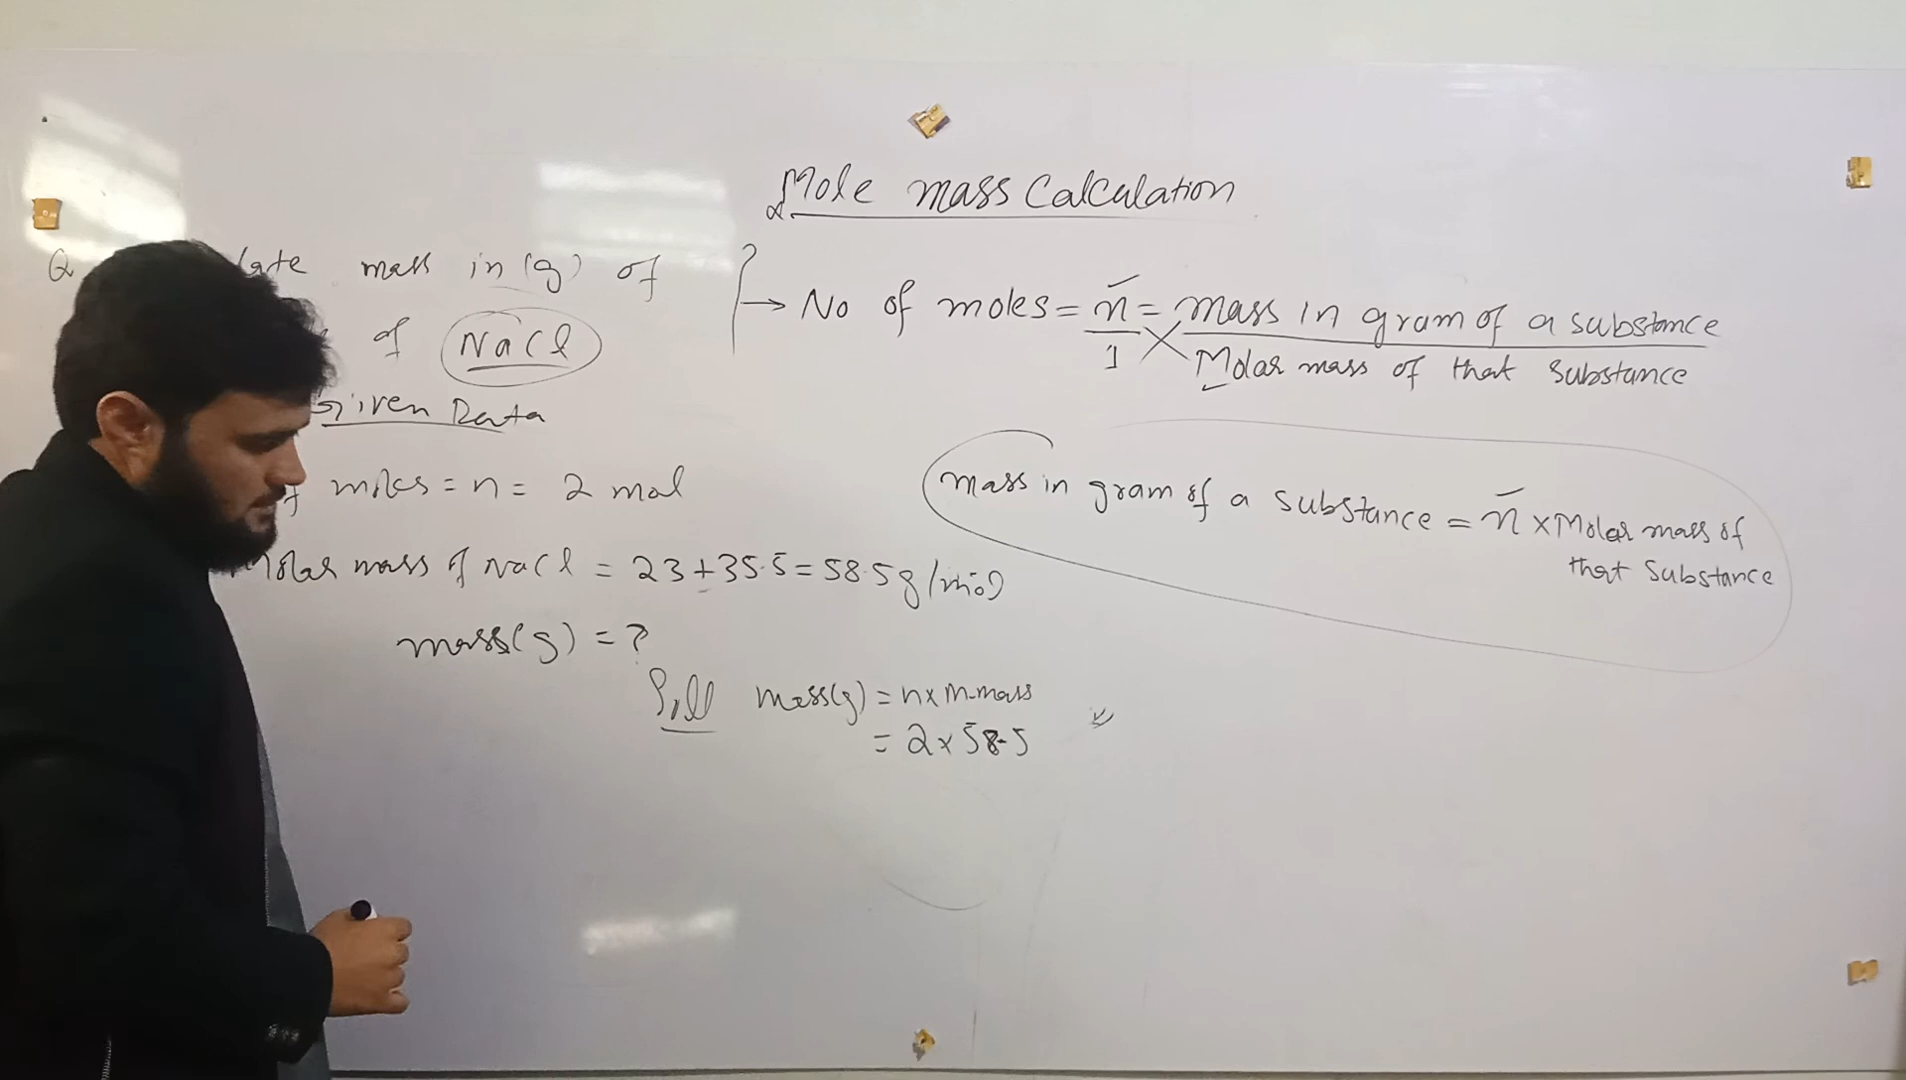 Mole mass Calculation
Q late mass in (g) of
of NaCl
No of moles = n̄ = mass in gram of a substance
1 Molar mass of that substance
Given Data
moles = n = 2 mol
mass in gram of a substance = n̄ × Molar mass of
that substance
Molar mass of NaCl = 23+35.5 = 58.5g/mol
mass(g) = ?
mass(g) = n× m.mass
= 2 × 58.5